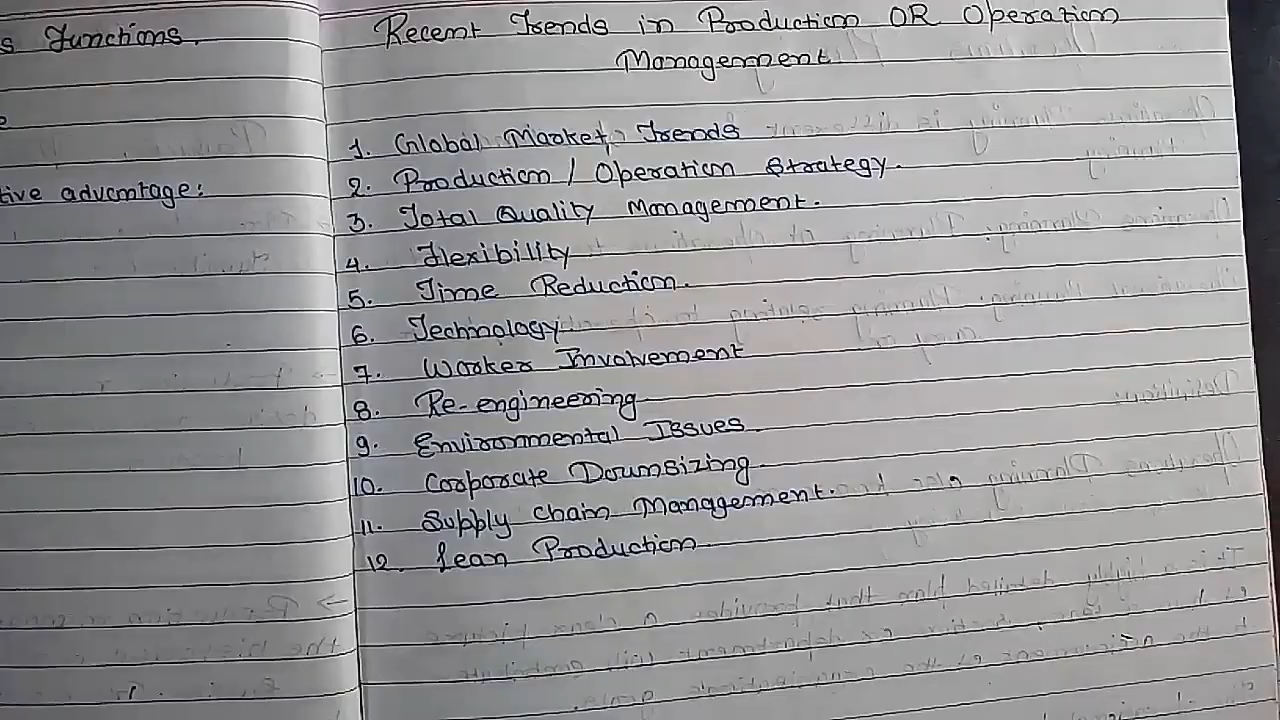 s Functions.
e
tive advantage:
Recent Trends in Production OR Operation
Management
1. Global Market Trends
2. Production / Operation Strategy.
3. Total Quality Management.
4. Flexibility
5. Time Reduction.
6. Technology
7. Worker Involvement
8. Re-engineering
9. Environmental Issues.
10. Corporate Downsizing
11. Supply Chain Management.
12. Lean Production